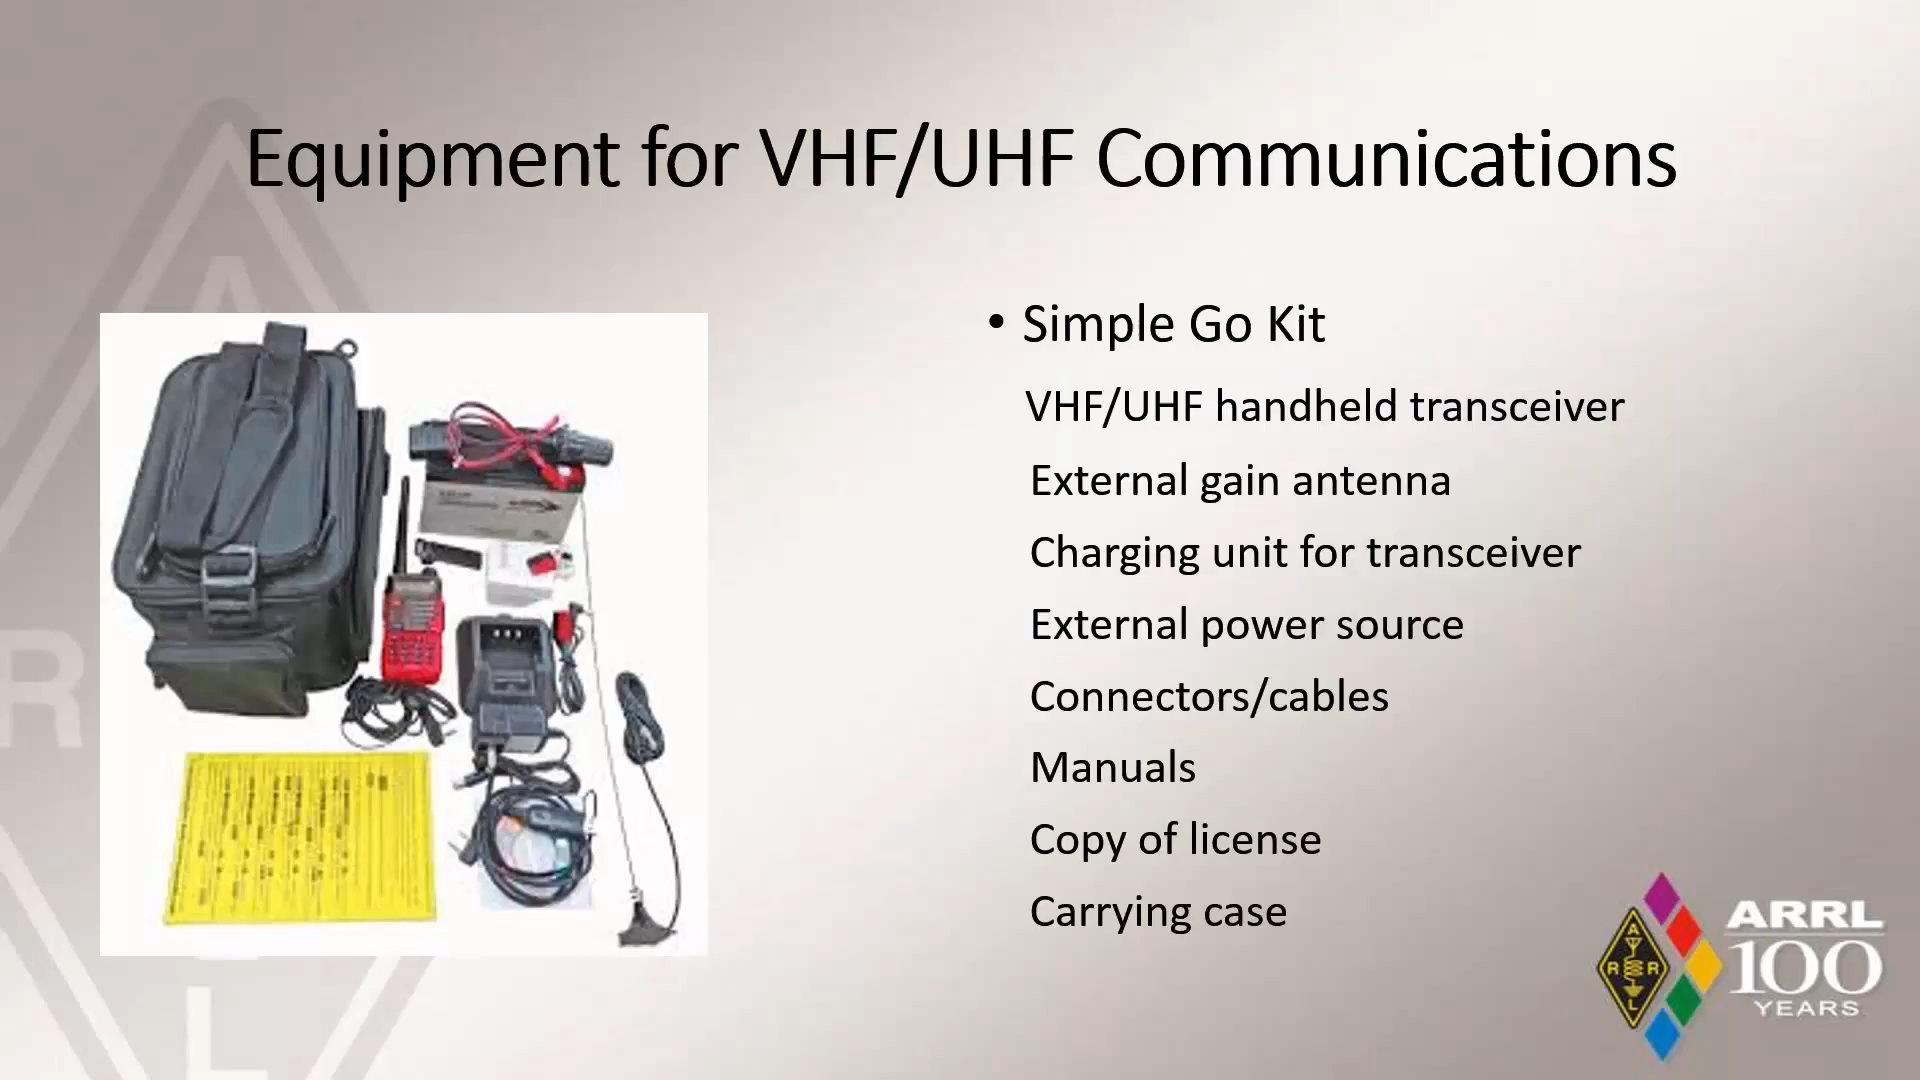 Equipment for VHF/UHF Communications
• Simple Go Kit
VHF/UHF handheld transceiver
External gain antenna
Charging unit for transceiver
External power source
Connectors/cables
Manuals
Copy of license
Carrying case
A
R R
L
ARRL
100
YEARS
A
R
L